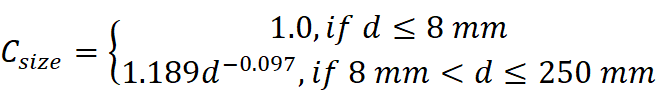 1.0, if d ≤ 8 mm
C_size = {
1.189d^−0.097, if 8 mm < d ≤ 250 mm